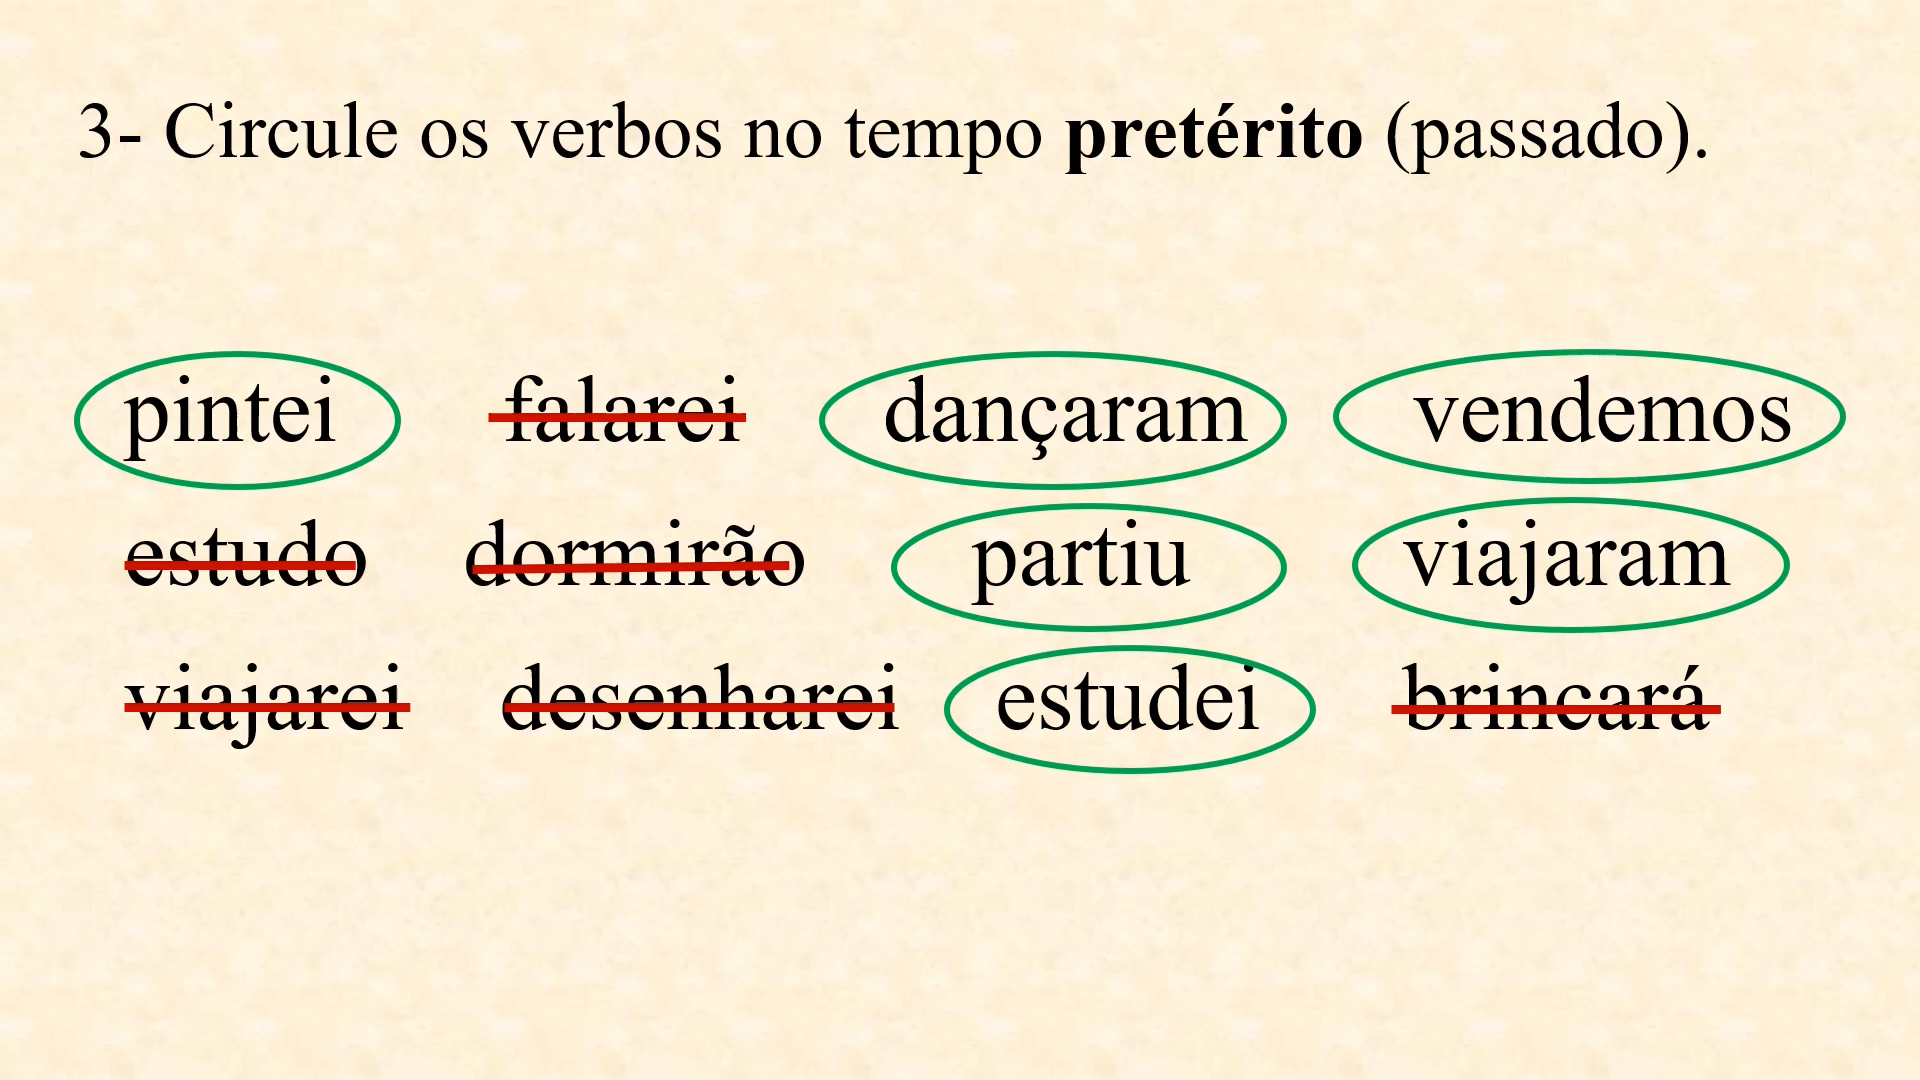 3- Circule os verbos no tempo pretérito (passado).
pintei falarei dançaram vendemos
estudo dormirão partiu viajaram
viajarei desenharei estudei brincará